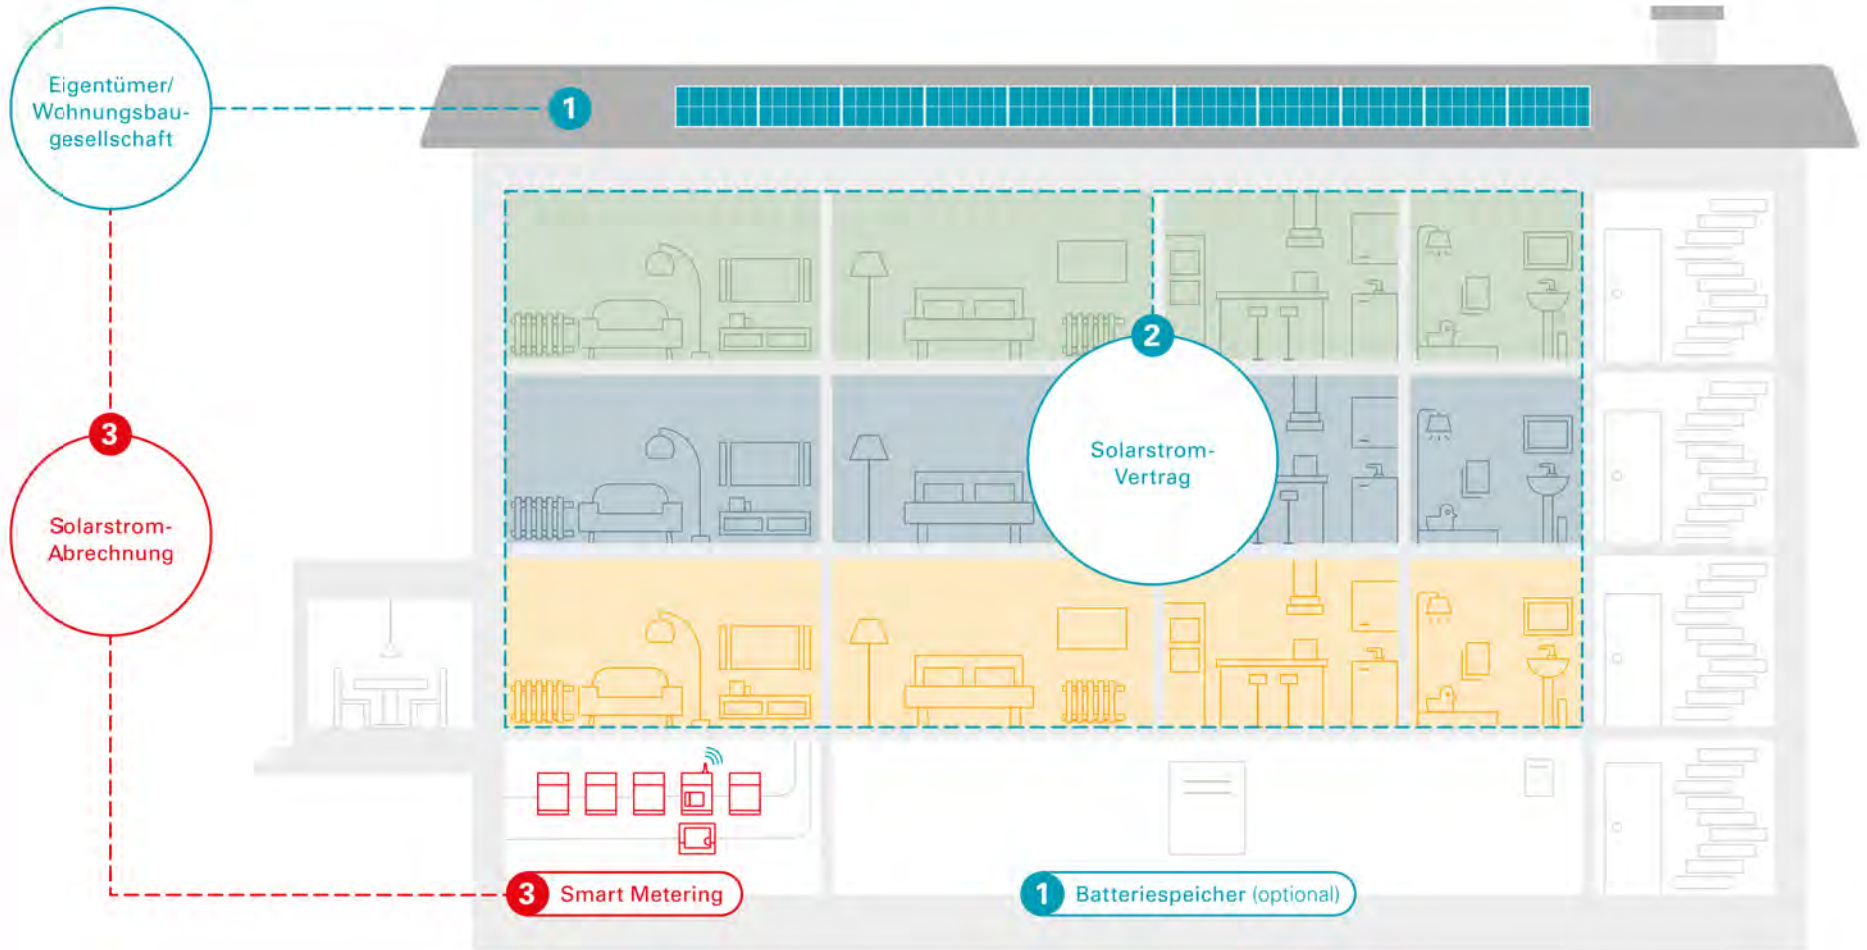 Eigentümer/
Wohnungsbau-
gesellschaft
1
2
Solarstrom-
Vertrag
3
Solarstrom-
Abrechnung
3 Smart Metering
1 Batteriespeicher (optional)